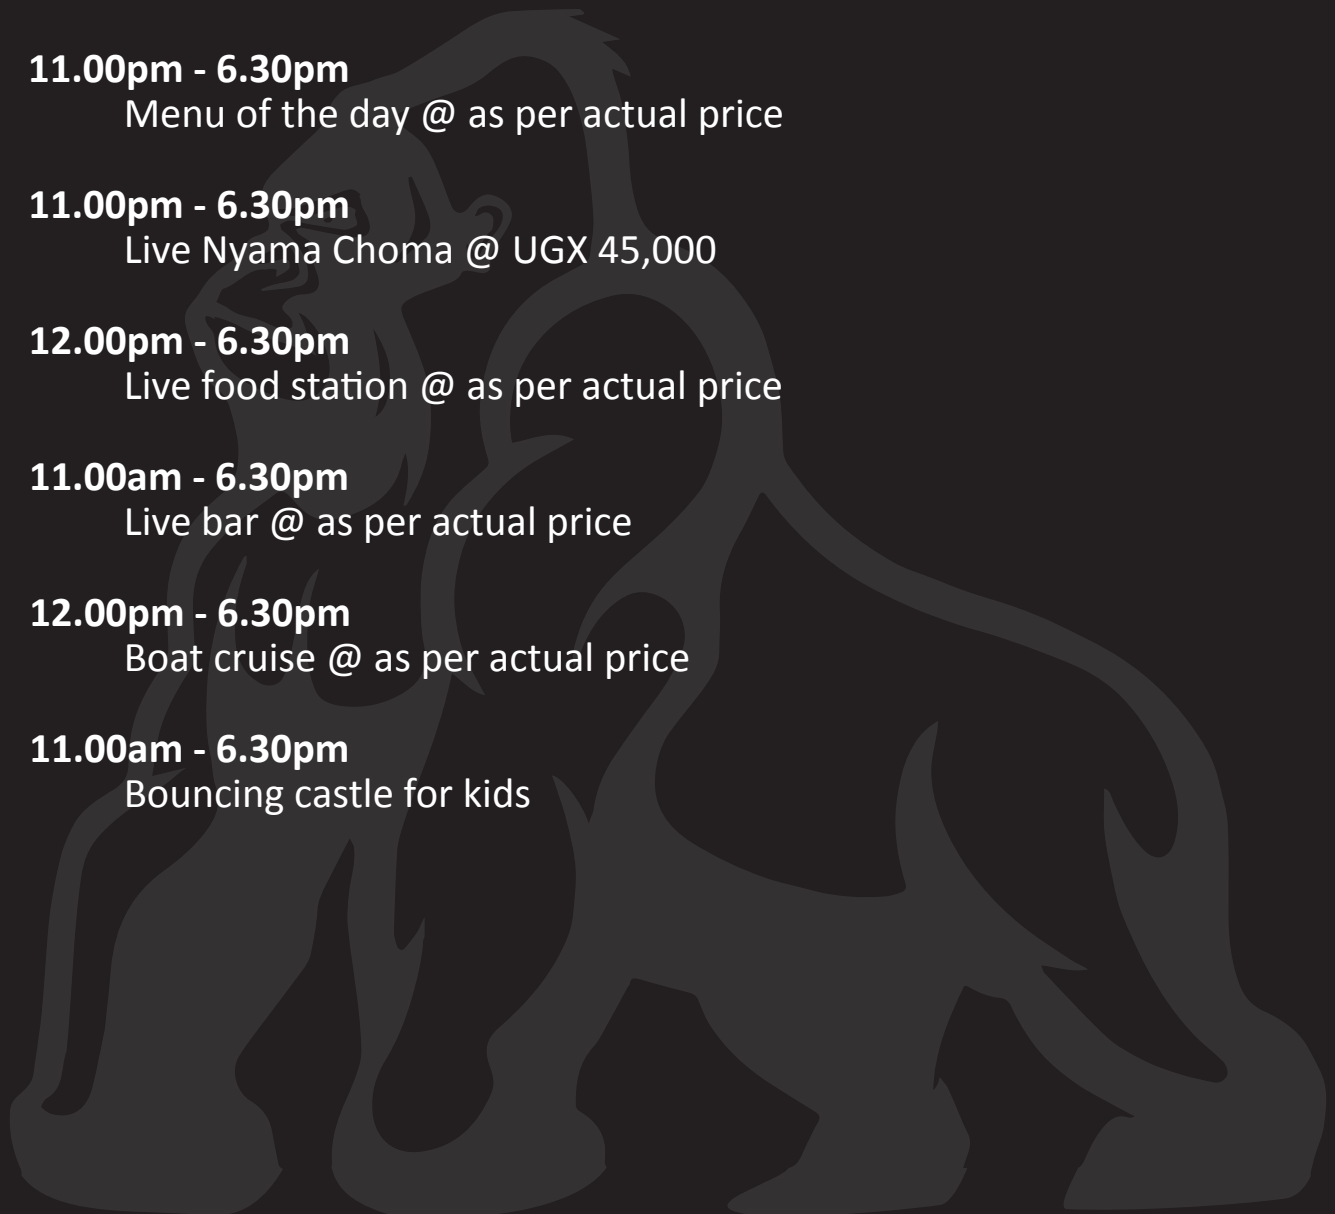 11.00pm - 6.30pm
Menu of the day @ as per actual price
11.00pm - 6.30pm
Live Nyama Choma @ UGX 45,000
12.00pm - 6.30pm
Live food station @ as per actual price
11.00am - 6.30pm
Live bar @ as per actual price
12.00pm - 6.30pm
Boat cruise @ as per actual price
11.00am - 6.30pm
Bouncing castle for kids